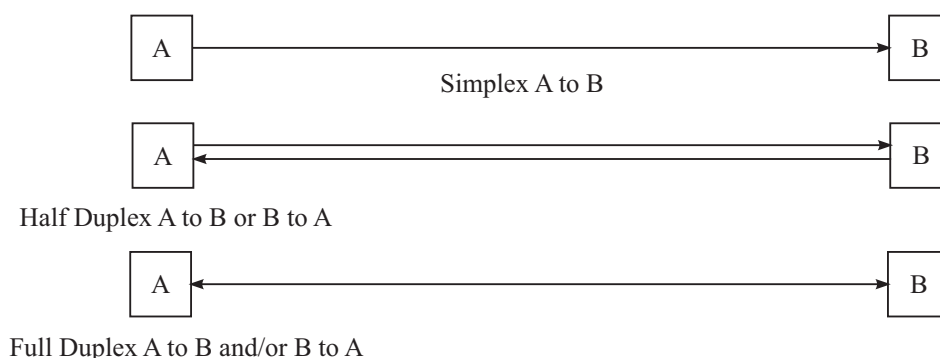 A B
Simplex A to B
A B
Half Duplex A to B or B to A
A B
Full Duplex A to B and/or B to A